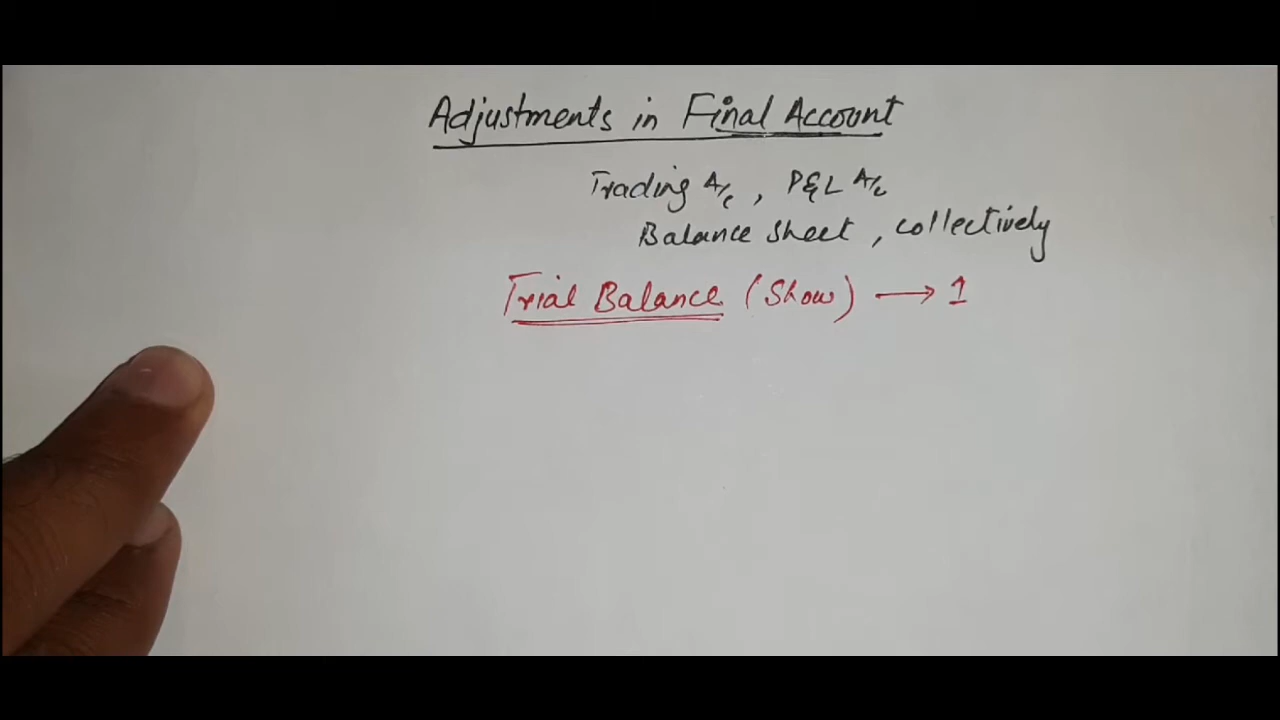 Adjustments in Final Account
Trading A/c, P&L A/c
Balance Sheet, collectively
Trial Balance (Show) → 1